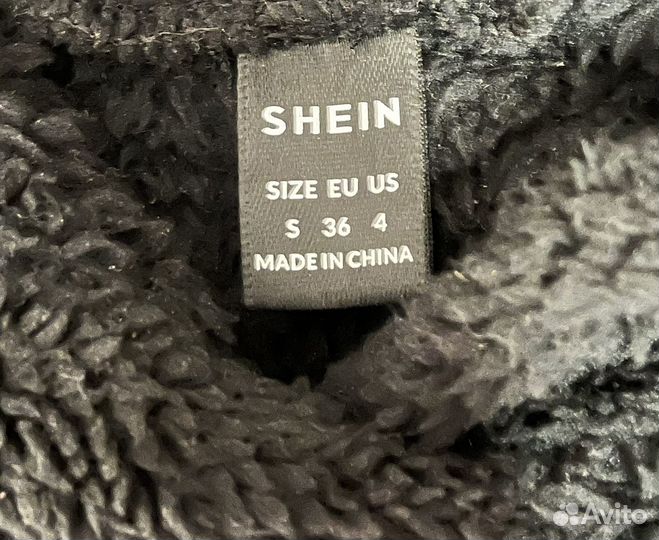 SHEIN
SIZE EU US
S 36 4
MADE IN CHINA
Avito